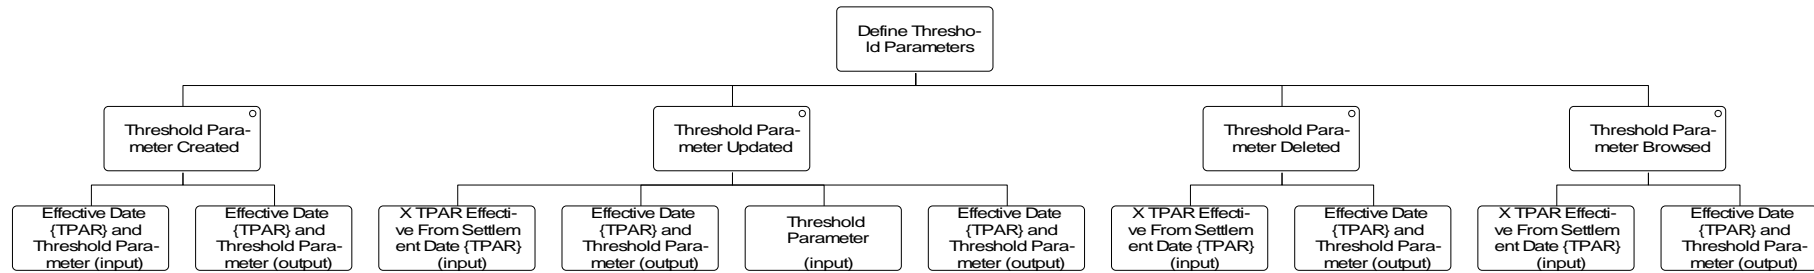 Define Thresho-
ld Parameters
Threshold Para-
meter Created
Threshold Para-
meter Updated
Threshold Para-
meter Deleted
Threshold Para-
meter Browsed
Effective Date
{TPAR} and
Threshold Para-
meter (input)
Effective Date
{TPAR} and
Threshold Para-
meter (output)
X TPAR Effecti-
ve From Settlem
ent Date {TPAR}
(input)
Effective Date
{TPAR} and
Threshold Para-
meter (output)
Threshold
Parameter
(input)
Effective Date
{TPAR} and
Threshold Para-
meter (output)
X TPAR Effecti-
ve From Settlem
ent Date {TPAR}
(input)
Effective Date
{TPAR} and
Threshold Para-
meter (output)
X TPAR Effecti-
ve From Settlem
ent Date {TPAR}
(input)
Effective Date
{TPAR} and
Threshold Para-
meter (output)